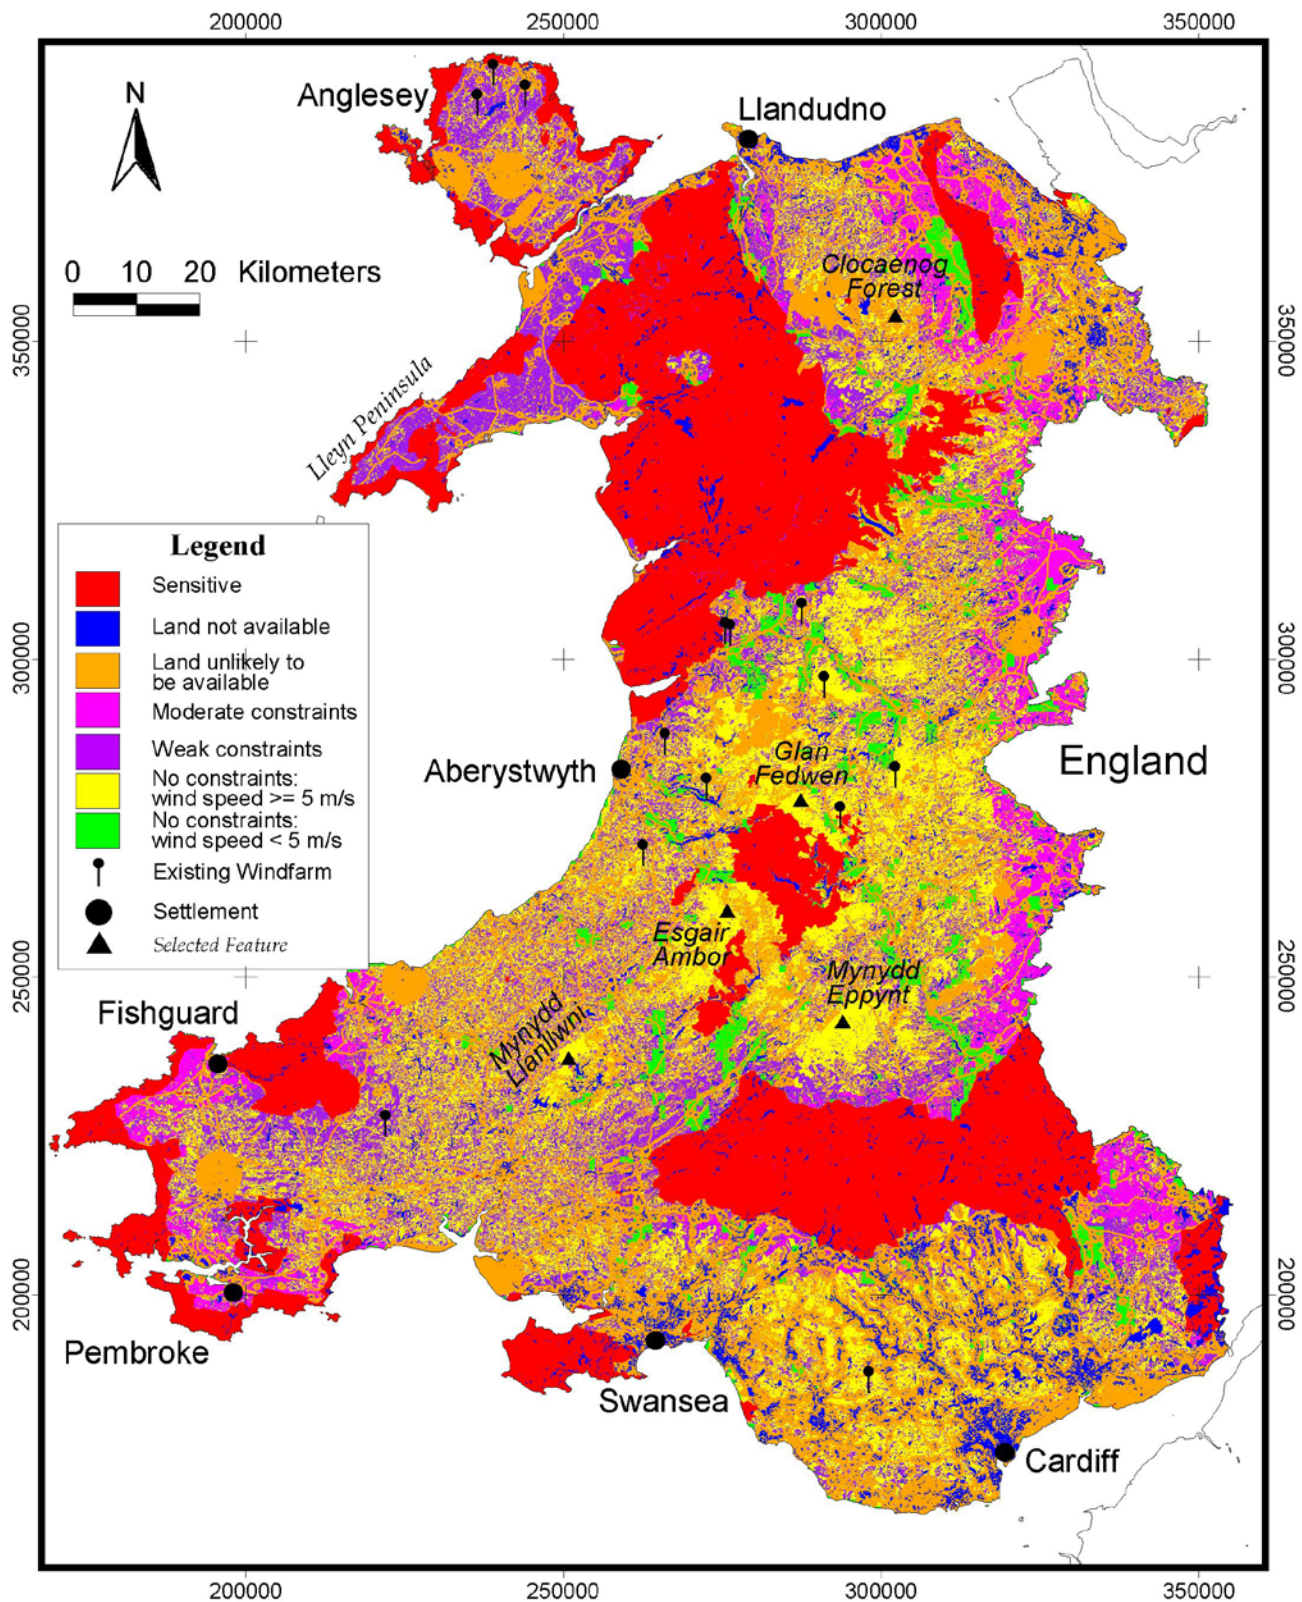 200000
250000
300000
350000
Anglesey
Llandudno
N
0
10
20
Kilometers
Clocaenog
Forest
350000
350000
Lleyn Peninsula
Legend
Sensitive
Land not available
Land unlikely to
be available
Moderate constraints
Weak constraints
No constraints:
wind speed >= 5 m/s
No constraints:
wind speed < 5 m/s
Existing Windfarm
Settlement
Selected Feature
300000
300000
Glan
Fedwen
England
Aberystwyth
Esgair
Ambor
Mynydd
Eppynt
250000
250000
Fishguard
Mynydd
Llanllwni
200000
200000
Pembroke
Swansea
Cardiff
200000
250000
300000
350000